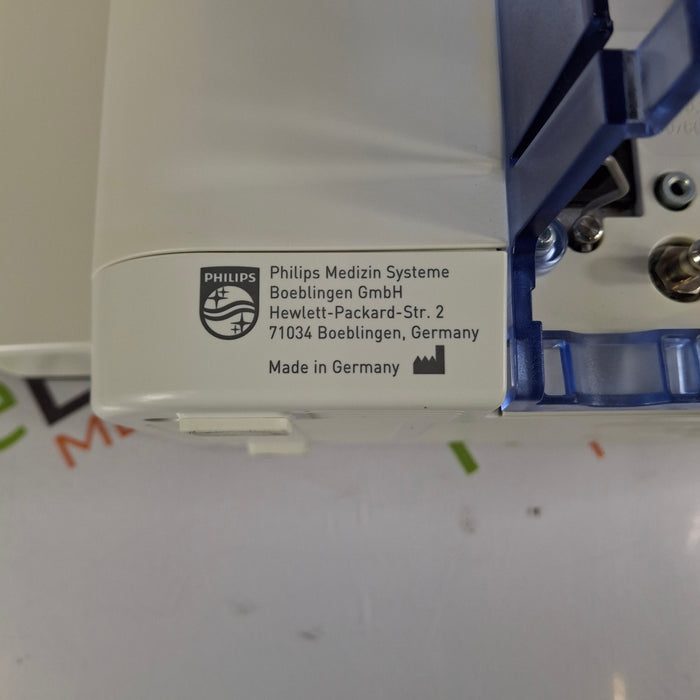 PHILIPS
Philips Medizin Systeme
Boeblingen GmbH
Hewlett-Packard-Str. 2
71034 Boeblingen, Germany
Made in Germany